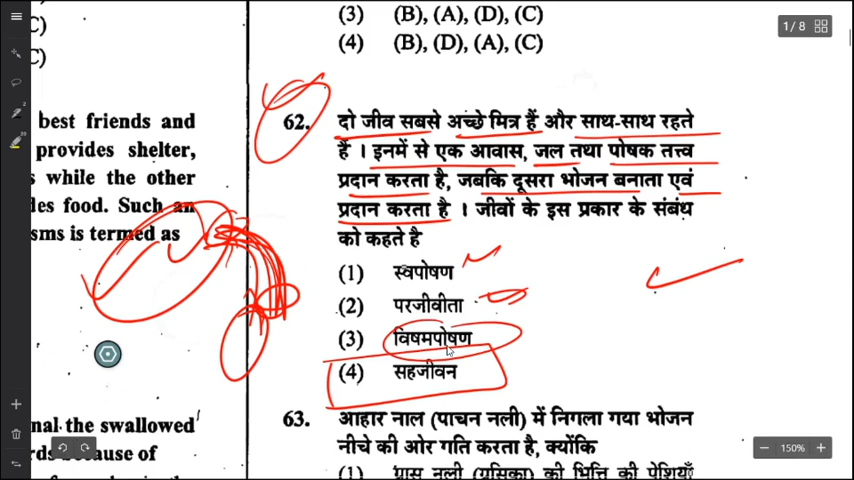 C)
C)
(3) (B), (A), (D), (C)
(4) (B), (D), (A), (C)
1 / 8
best friends and
provides shelter,
s while the other
des food. Such an
sms is termed as
62. दो जीव सबसे अच्छे मित्र हैं और साथ-साथ रहते
हैं । इनमें से एक आवास, जल तथा पोषक तत्त्व
प्रदान करता है, जबकि दूसरा भोजन बनाता एवं
प्रदान करता है । जीवों के इस प्रकार के संबंध
को कहते है
(1) स्वपोषण
(2) परजीवीता
(3) विषमपोषण
(4) सहजीवन
nal the swallowed
rds because of
63. आहार नाल (पाचन नली) में निगला गया भोजन
नीचे की ओर गति करता है, क्योंकि
(1) ग्रास नली (ग्रसिका) की भित्ति की पेशियाँ
150%